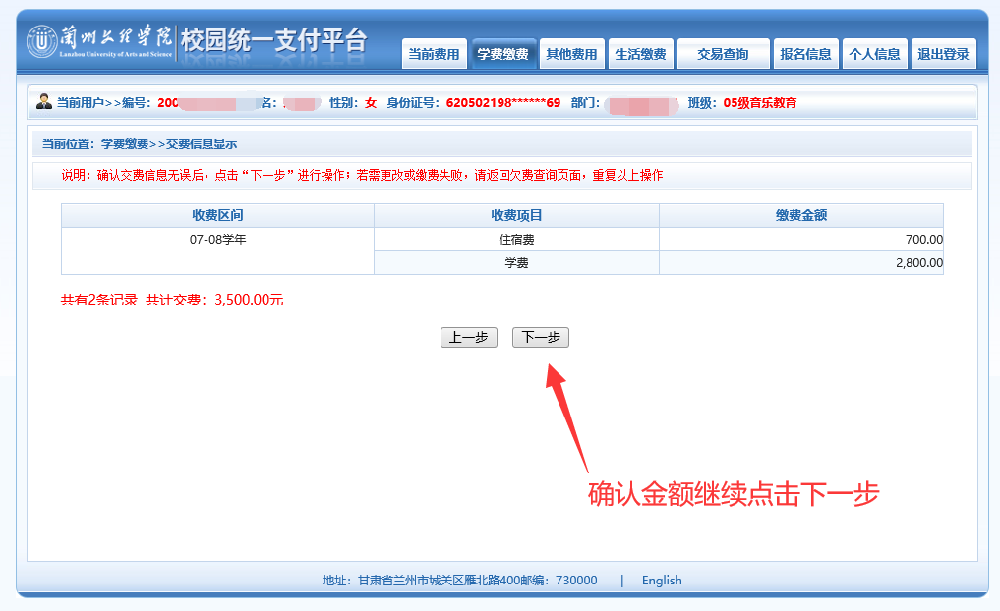 兰州文理学院 校园统一支付平台
Lanzhou University of Arts and Science
当前费用 学费缴费 其他费用 生活缴费 交易查询 报名信息 个人信息 退出登录
当前用户>>编号：200 名： 性别：女 身份证号：620502198******69 部门： 班级：05级音乐教育
当前位置：学费缴费>>交费信息显示
说明：确认交费信息无误后，点击“下一步”进行操作；若需更改或缴费失败，请返回欠费查询页面，重复以上操作
收费区间 收费项目 缴费金额
07-08学年 住宿费 700.00
学费 2,800.00
共有2条记录 共计交费：3,500.00元
上一步 下一步
确认金额继续点击下一步
地址：甘肃省兰州市城关区雁北路400邮编：730000 | English